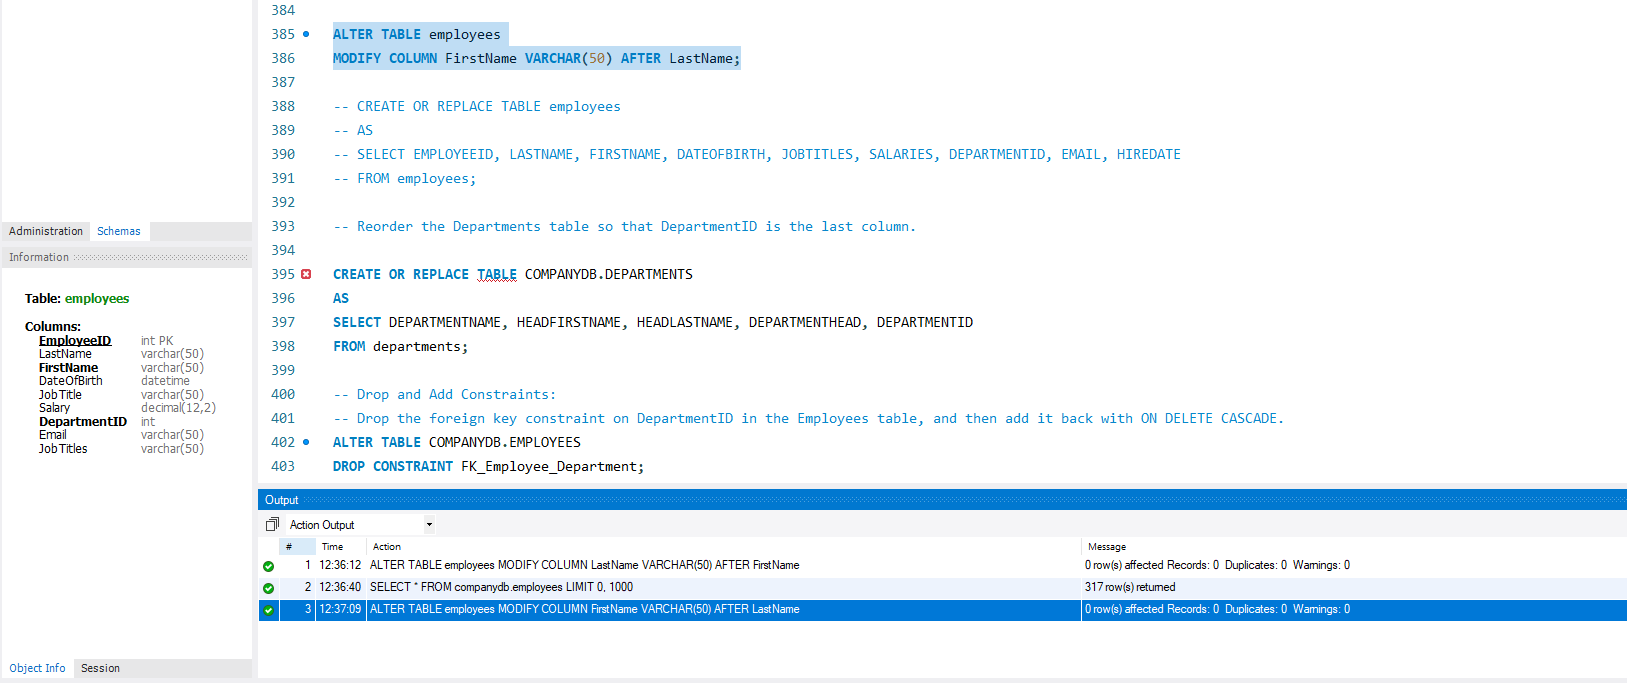 384
385 ALTER TABLE employees
386 MODIFY COLUMN FirstName VARCHAR(50) AFTER LastName;
387
388 -- CREATE OR REPLACE TABLE employees
389 -- AS
390 -- SELECT EMPLOYEEID, LASTNAME, FIRSTNAME, DATEOFBIRTH, JOBTITLES, SALARIES, DEPARTMENTID, EMAIL, HIREDATE
391 -- FROM employees;
392
393 -- Reorder the Departments table so that DepartmentID is the last column.
394
395 CREATE OR REPLACE TABLE COMPANYDB.DEPARTMENTS
396 AS
397 SELECT DEPARTMENTNAME, HEADFIRSTNAME, HEADLASTNAME, DEPARTMENTHEAD, DEPARTMENTID
398 FROM departments;
399
400 -- Drop and Add Constraints:
401 -- Drop the foreign key constraint on DepartmentID in the Employees table, and then add it back with ON DELETE CASCADE.
402 ALTER TABLE COMPANYDB.EMPLOYEES
403 DROP CONSTRAINT FK_Employee_Department;
Administration Schemas
Information
Table: employees
Columns:
EmployeeID int PK
LastName varchar(50)
FirstName varchar(50)
DateOfBirth datetime
JobTitle varchar(50)
Salary decimal(12,2)
DepartmentID int
Email varchar(50)
JobTitles varchar(50)
Object Info Session
Output
Action Output
# Time Action Message
1 12:36:12 ALTER TABLE employees MODIFY COLUMN LastName VARCHAR(50) AFTER FirstName 0 row(s) affected Records: 0 Duplicates: 0 Warnings: 0
2 12:36:40 SELECT * FROM companydb.employees LIMIT 0, 1000 317 row(s) returned
3 12:37:09 ALTER TABLE employees MODIFY COLUMN FirstName VARCHAR(50) AFTER LastName 0 row(s) affected Records: 0 Duplicates: 0 Warnings: 0